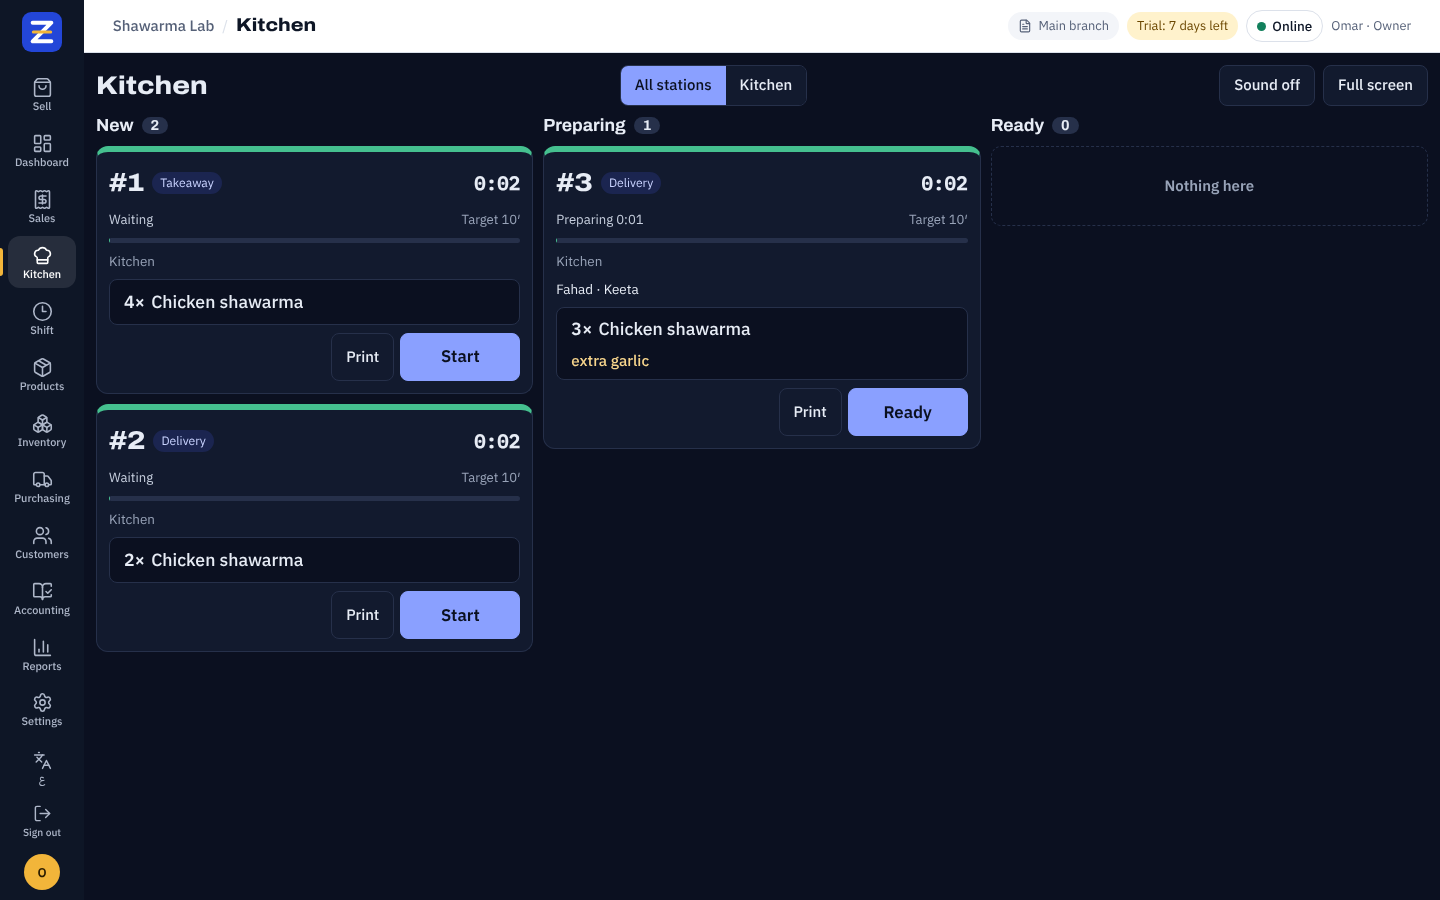 Z
Sell
Dashboard
Sales
Kitchen
Shift
Products
Inventory
Purchasing
Customers
Accounting
Reports
Settings
ع
Sign out
O
Shawarma Lab / Kitchen
Main branch
Trial: 7 days left
Online
Omar · Owner
Kitchen
All stations
Kitchen
Sound off
Full screen
New 2
#1 Takeaway 0:02
Waiting Target 10′
Kitchen
4× Chicken shawarma
Print Start
#2 Delivery 0:02
Waiting Target 10′
Kitchen
2× Chicken shawarma
Print Start
Preparing 1
#3 Delivery 0:02
Preparing 0:01 Target 10′
Kitchen
Fahad · Keeta
3× Chicken shawarma
extra garlic
Print Ready
Ready 0
Nothing here